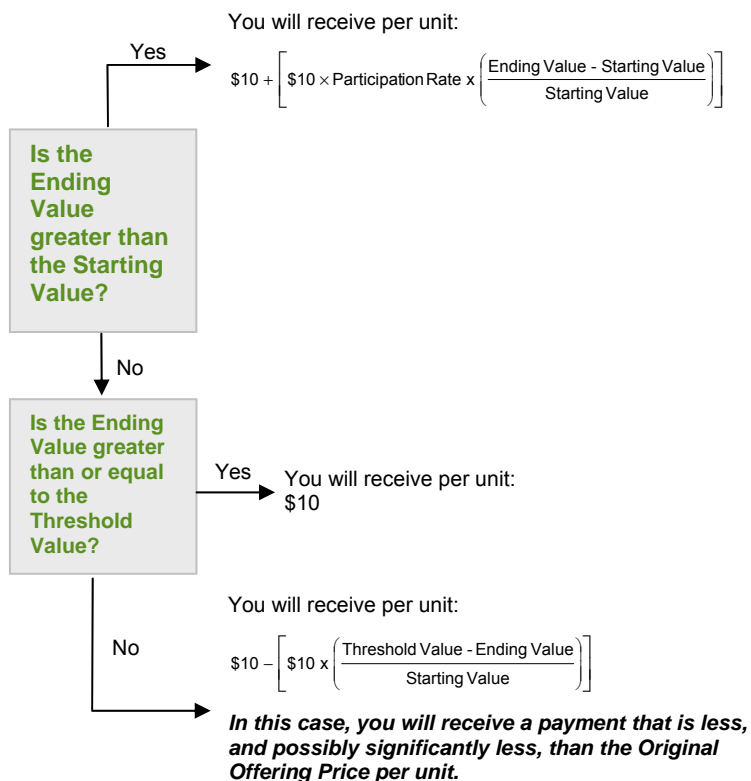 You will receive per unit:
Yes
$10 + [ $10 × Participation Rate x ( Ending Value - Starting Value
Starting Value ) ]
Is the
Ending
Value
greater than
the Starting
Value?
No
Is the Ending
Value greater
than or equal
to the
Threshold
Value?
Yes
You will receive per unit:
$10
You will receive per unit:
No
$10 – [ $10 x ( Threshold Value - Ending Value
Starting Value ) ]
In this case, you will receive a payment that is less,
and possibly significantly less, than the Original
Offering Price per unit.